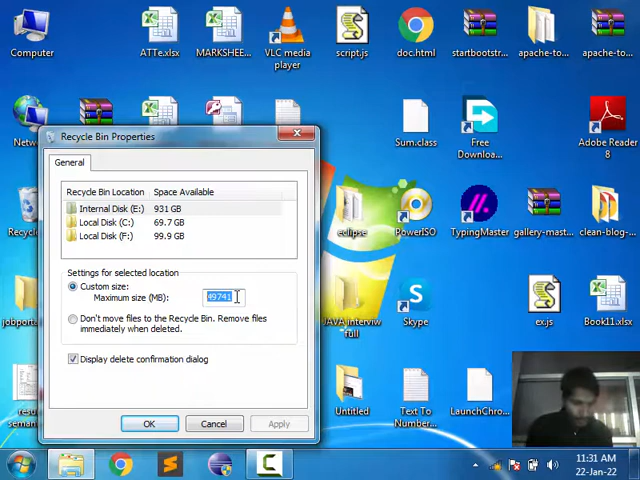 Computer
ATTe.xlsx
MARKSHEE...
VLC media
player
script.js
doc.html
startbootstr...
apache-to...
apache-to...
Recycle Bin Properties
General
Recycle Bin Location
Space Available
Internal Disk (E:)
931 GB
Local Disk (C:)
69.7 GB
Local Disk (F:)
99.9 GB
Settings for selected location
Custom size:
Maximum size (MB):
49741
Don't move files to the Recycle Bin. Remove files
immediately when deleted.
Display delete confirmation dialog
OK
Cancel
Apply
Netw
Sum.class
Free
Downloa...
Adobe Reader
8
Recy
eclipse
PowerISO
TypingMaster
gallery-mast...
clean-blog-...
jobport
JAVA interviw
full
Skype
ex.js
Book11.xlsx
resu
seman
Untitled
Text To
Number...
LaunchChro...
11:31 AM
22-Jan-22